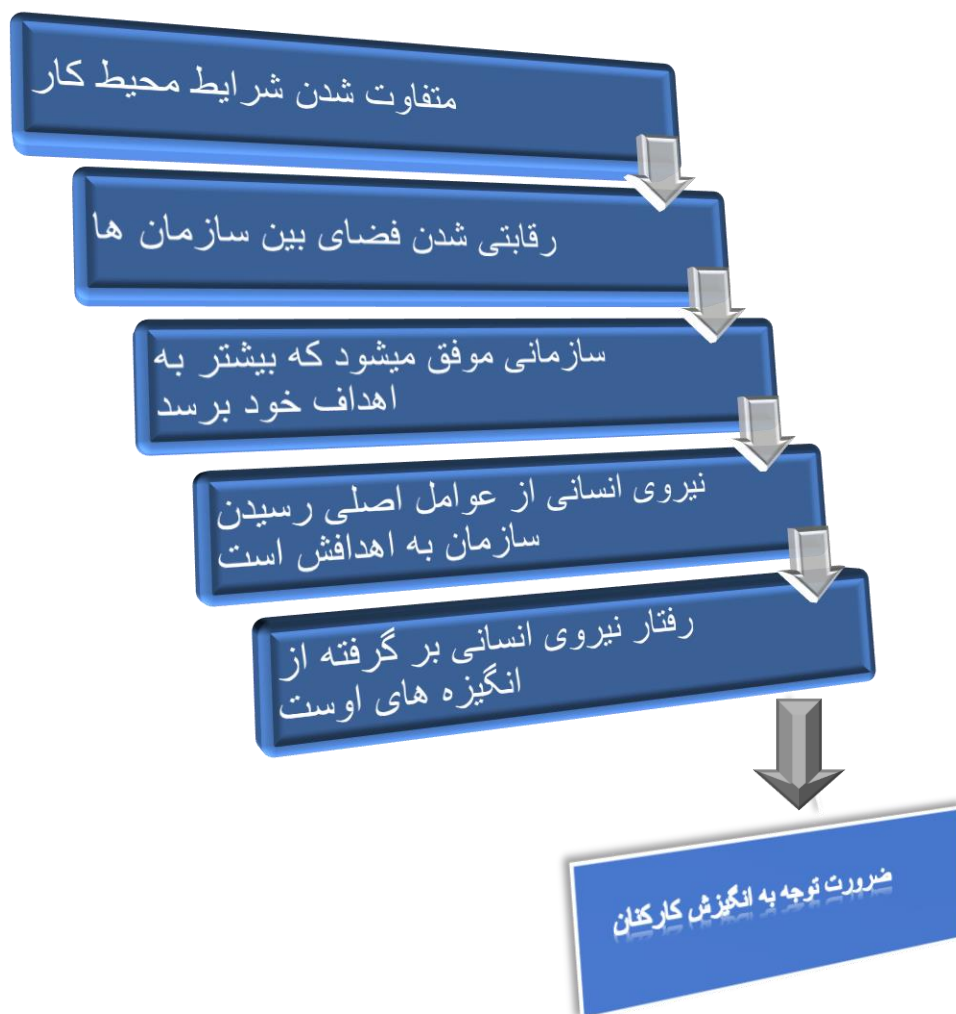 متفاوت شدن شرایط محیط کار
رقابتی شدن فضای بین سازمان ها
سازمانی موفق میشود که بیشتر به
اهداف خود برسد
نیروی انسانی از عوامل اصلی رسیدن
سازمان به اهدافش است
رفتار نیروی انسانی بر گرفته از
انگیزه های اوست
ضرورت توجه به انگیزش کارکنان